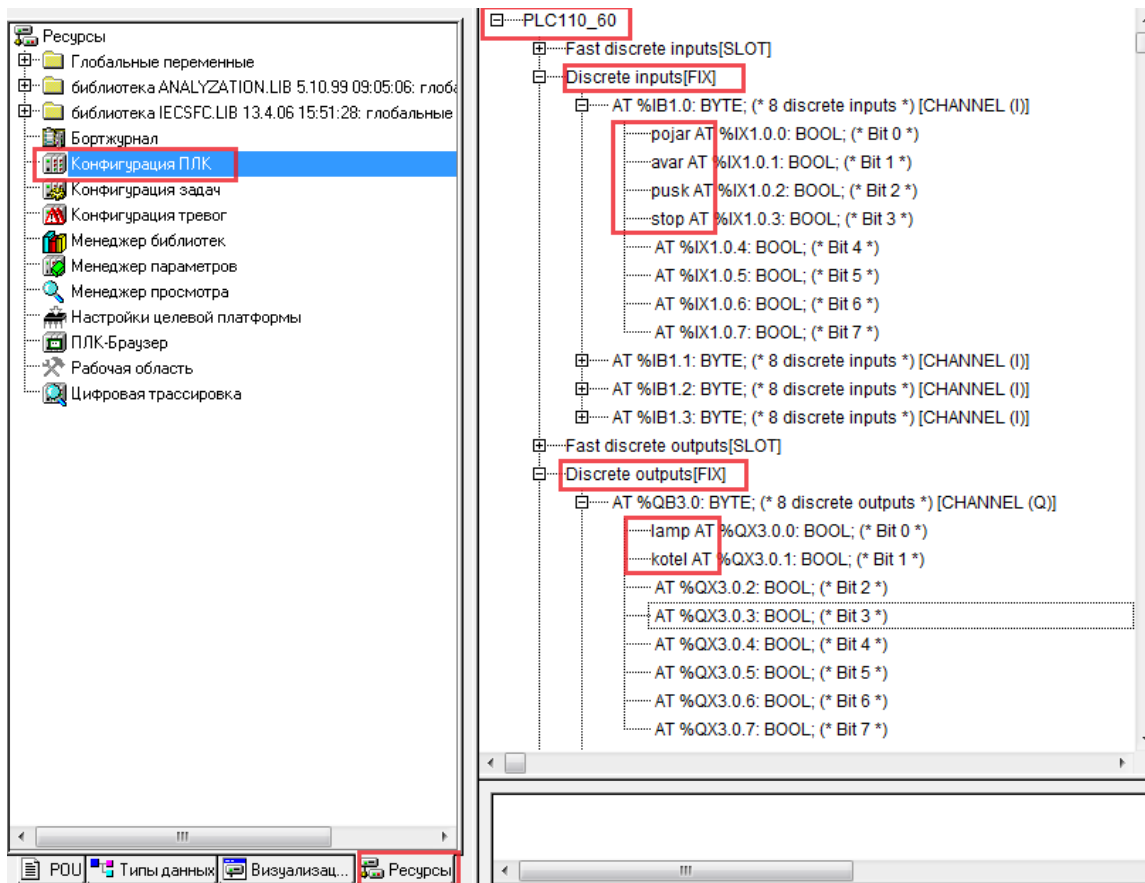 Ресурсы
Глобальные переменные
библиотека ANALYZATION.LIB 5.10.99 09:05:06: глоба
библиотека IECSFC.LIB 13.4.06 15:51:28: глобальные
Бортжурнал
Конфигурация ПЛК
Конфигурация задач
Конфигурация тревог
Менеджер библиотек
Менеджер параметров
Менеджер просмотра
Настройки целевой платформы
ПЛК-Браузер
Рабочая область
Цифровая трассировка
POU Типы данных Визуализац... Ресурсы
PLC110_60
Fast discrete inputs[SLOT]
Discrete inputs[FIX]
AT %IB1.0: BYTE; (* 8 discrete inputs *) [CHANNEL (I)]
pojar AT %IX1.0.0: BOOL; (* Bit 0 *)
avar AT %IX1.0.1: BOOL; (* Bit 1 *)
pusk AT %IX1.0.2: BOOL; (* Bit 2 *)
stop AT %IX1.0.3: BOOL; (* Bit 3 *)
AT %IX1.0.4: BOOL; (* Bit 4 *)
AT %IX1.0.5: BOOL; (* Bit 5 *)
AT %IX1.0.6: BOOL; (* Bit 6 *)
AT %IX1.0.7: BOOL; (* Bit 7 *)
AT %IB1.1: BYTE; (* 8 discrete inputs *) [CHANNEL (I)]
AT %IB1.2: BYTE; (* 8 discrete inputs *) [CHANNEL (I)]
AT %IB1.3: BYTE; (* 8 discrete inputs *) [CHANNEL (I)]
Fast discrete outputs[SLOT]
Discrete outputs[FIX]
AT %QB3.0: BYTE; (* 8 discrete outputs *) [CHANNEL (Q)]
lamp AT %QX3.0.0: BOOL; (* Bit 0 *)
kotel AT %QX3.0.1: BOOL; (* Bit 1 *)
AT %QX3.0.2: BOOL; (* Bit 2 *)
AT %QX3.0.3: BOOL; (* Bit 3 *)
AT %QX3.0.4: BOOL; (* Bit 4 *)
AT %QX3.0.5: BOOL; (* Bit 5 *)
AT %QX3.0.6: BOOL; (* Bit 6 *)
AT %QX3.0.7: BOOL; (* Bit 7 *)